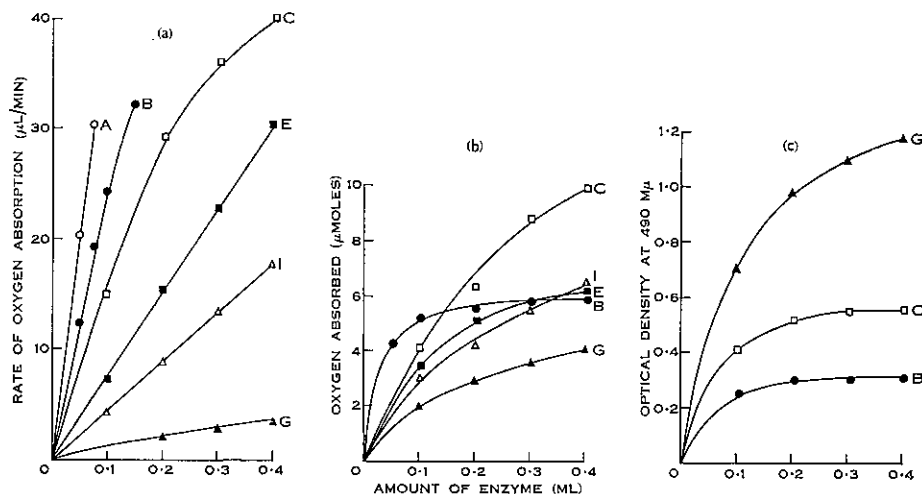 (a)
RATE OF OXYGEN ABSORPTION (μL/MIN)
40
30
20
10
0
0·1
0·2
0·3
0·4
A
B
C
E
I
G
(b)
OXYGEN ABSORBED (μMOLES)
10
8
6
4
2
0
0·1
0·2
0·3
0·4
C
I
E
B
G
AMOUNT OF ENZYME (ML)
(c)
OPTICAL DENSITY AT 490 Mμ
1·2
1·0
0·8
0·6
0·4
0·2
0
0·1
0·2
0·3
0·4
G
C
B